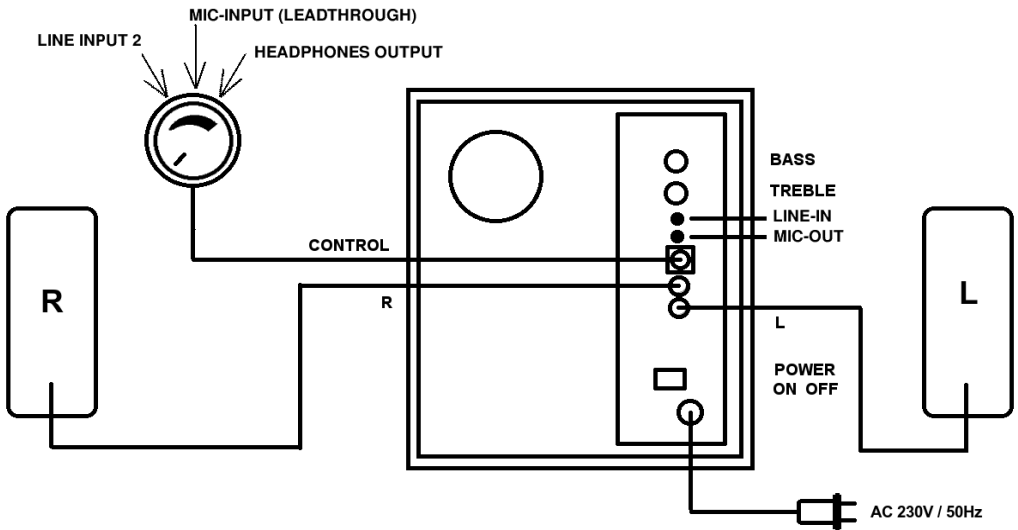 MIC-INPUT (LEADTHROUGH)
LINE INPUT 2
HEADPHONES OUTPUT
BASS
TREBLE
LINE-IN
MIC-OUT
CONTROL
R
L
R
L
POWER
ON OFF
AC 230V / 50Hz